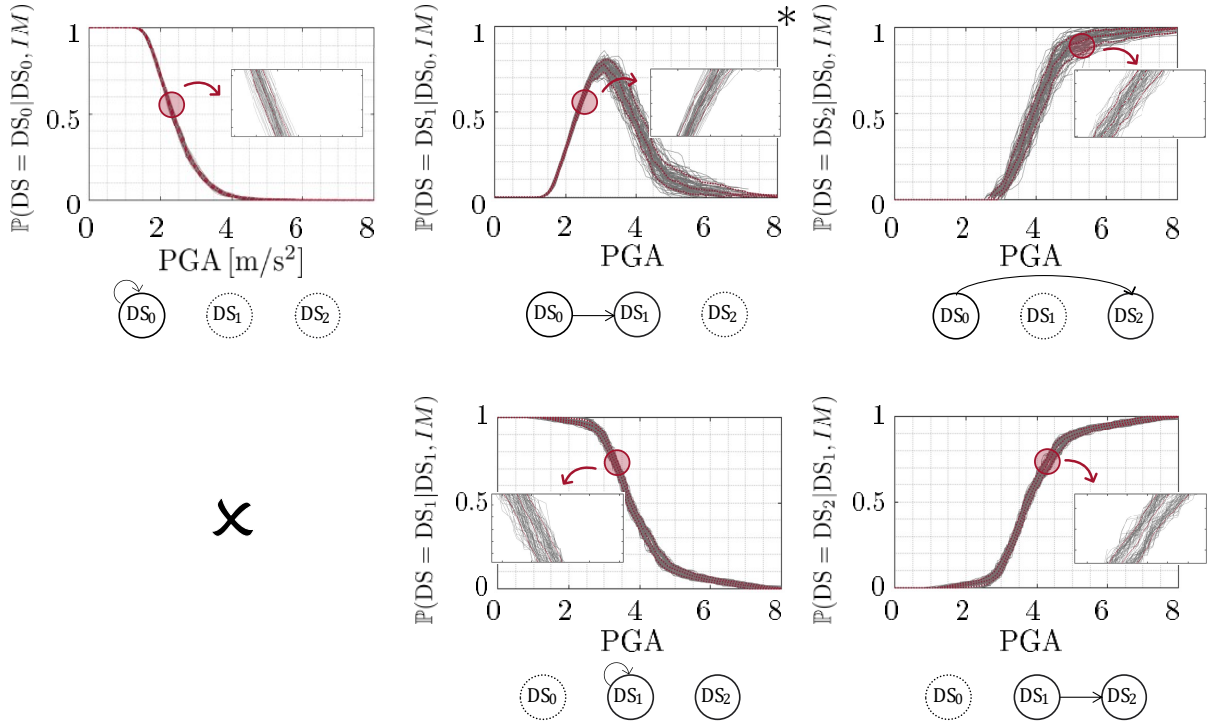 *
ℙ(DS = DS₀|DS₀, IM)
1
0.5
0
0 2 4 6 8
PGA [m/s²]
DS₀ DS₁ DS₂
ℙ(DS = DS₁|DS₀, IM)
1
0.5
0
0 2 4 6 8
PGA
DS₀ DS₁ DS₂
ℙ(DS = DS₂|DS₀, IM)
1
0.5
0
0 2 4 6 8
PGA
DS₀ DS₁ DS₂
x
ℙ(DS = DS₁|DS₁, IM)
1
0.5
0
0 2 4 6 8
PGA
DS₀ DS₁ DS₂
ℙ(DS = DS₂|DS₁, IM)
1
0.5
0
0 2 4 6 8
PGA
DS₀ DS₁ DS₂